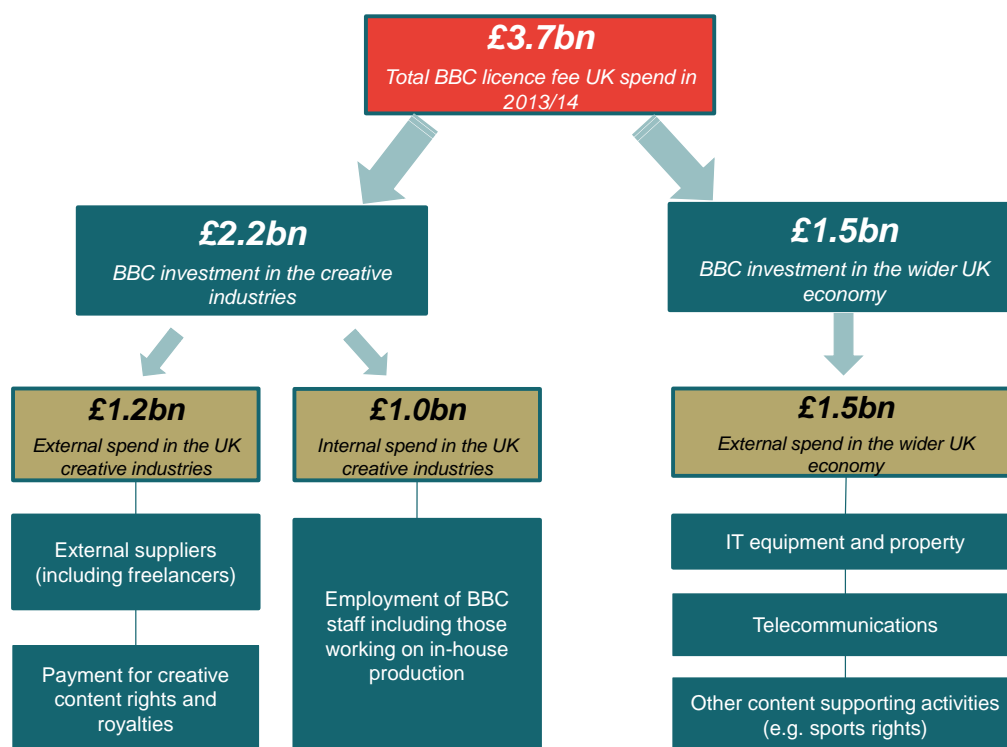 £3.7bn
Total BBC licence fee UK spend in
2013/14
£2.2bn
BBC investment in the creative
industries
£1.5bn
BBC investment in the wider UK
economy
£1.2bn
External spend in the UK
creative industries
£1.0bn
Internal spend in the UK
creative industries
£1.5bn
External spend in the wider UK
economy
External suppliers
(including freelancers)
Payment for creative
content rights and
royalties
Employment of BBC
staff including those
working on in-house
production
IT equipment and property
Telecommunications
Other content supporting activities
(e.g. sports rights)